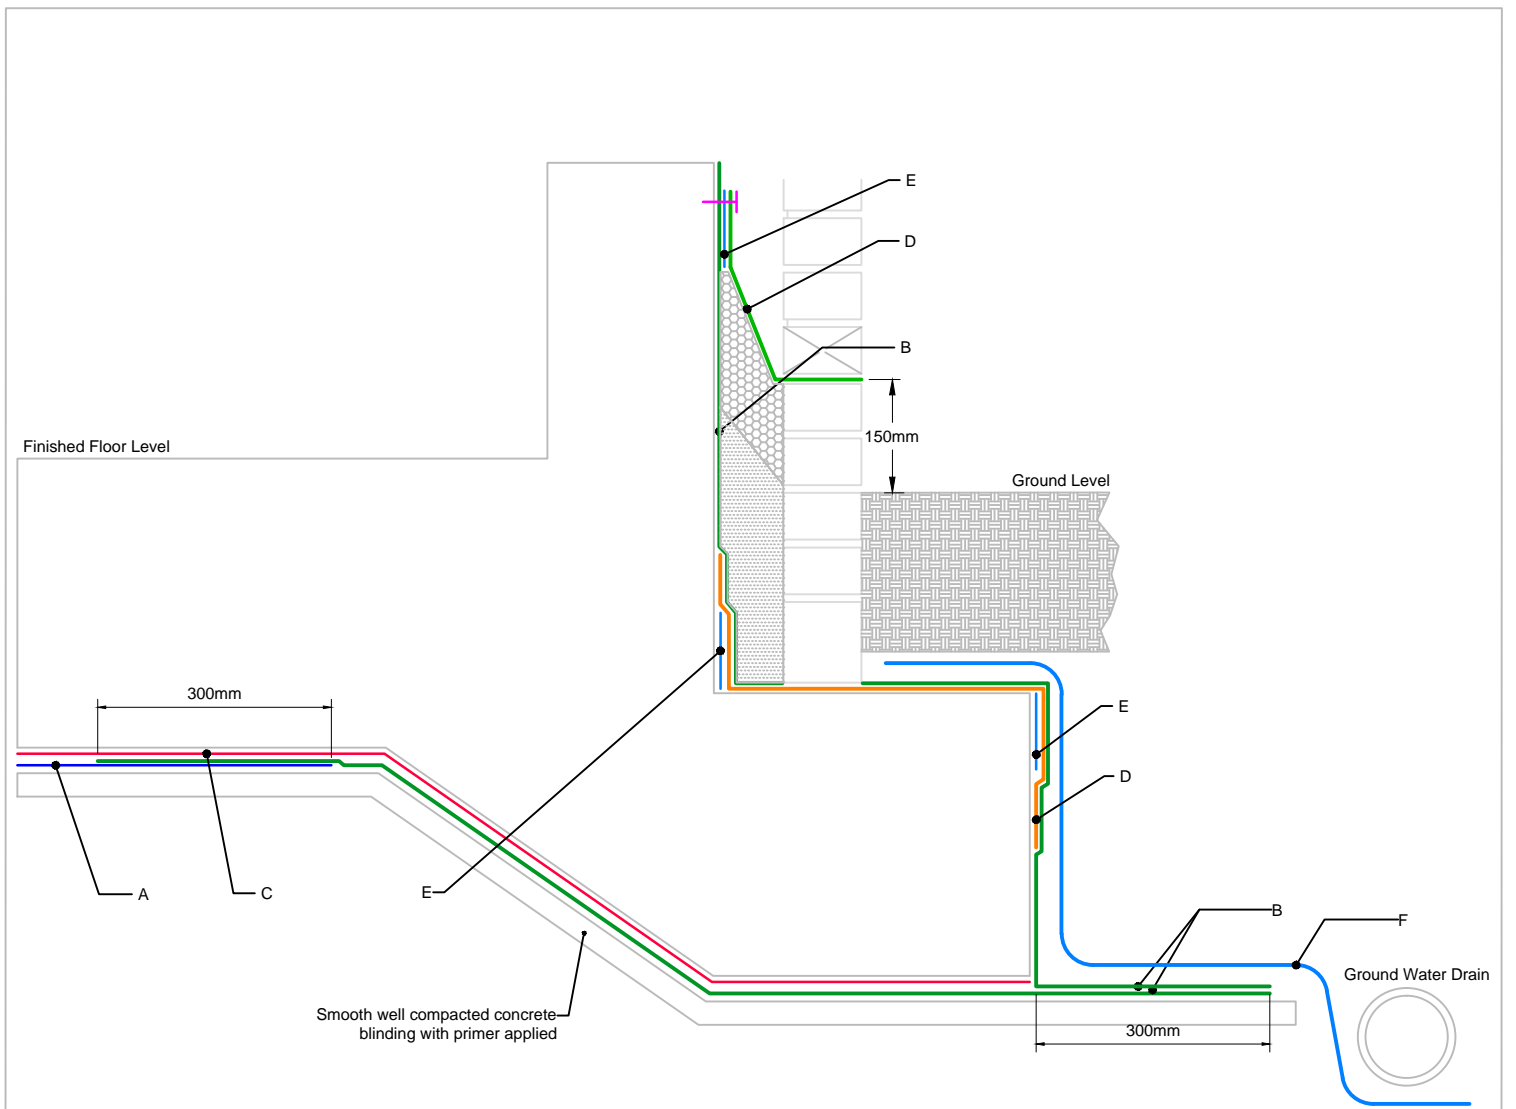 E
D
B
150mm
Finished Floor Level
Ground Level
300mm
E
D
A
C
E
B
F
Ground Water Drain
Smooth well compacted concrete
blinding with primer applied
300mm